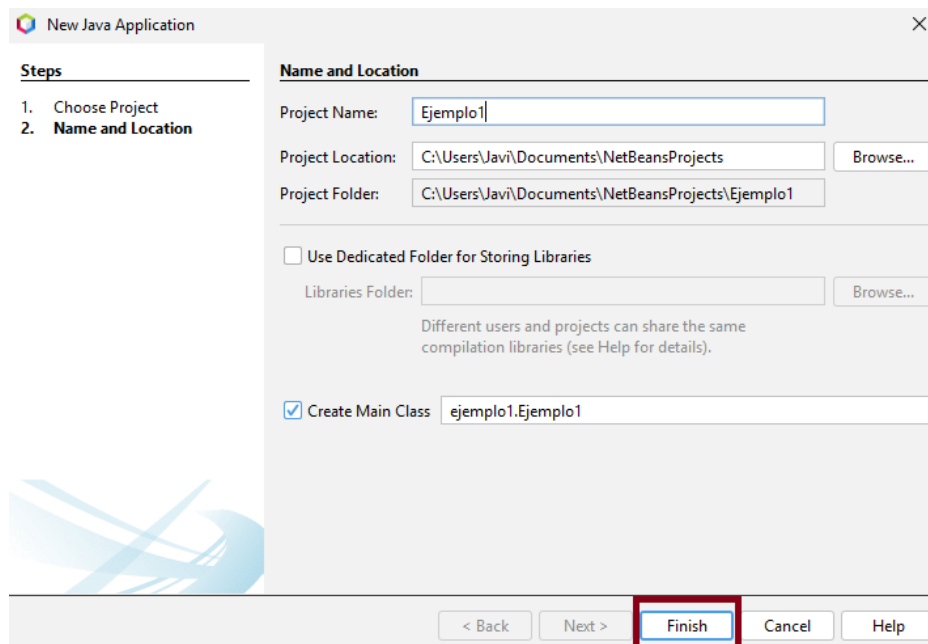 New Java Application
Steps
1. Choose Project
2. Name and Location
Name and Location
Project Name: Ejemplo1
Project Location: C:\Users\Javi\Documents\NetBeansProjects Browse...
Project Folder: C:\Users\Javi\Documents\NetBeansProjects\Ejemplo1
Use Dedicated Folder for Storing Libraries
Libraries Folder: Browse...
Different users and projects can share the same
compilation libraries (see Help for details).
Create Main Class ejemplo1.Ejemplo1
< Back Next > Finish Cancel Help